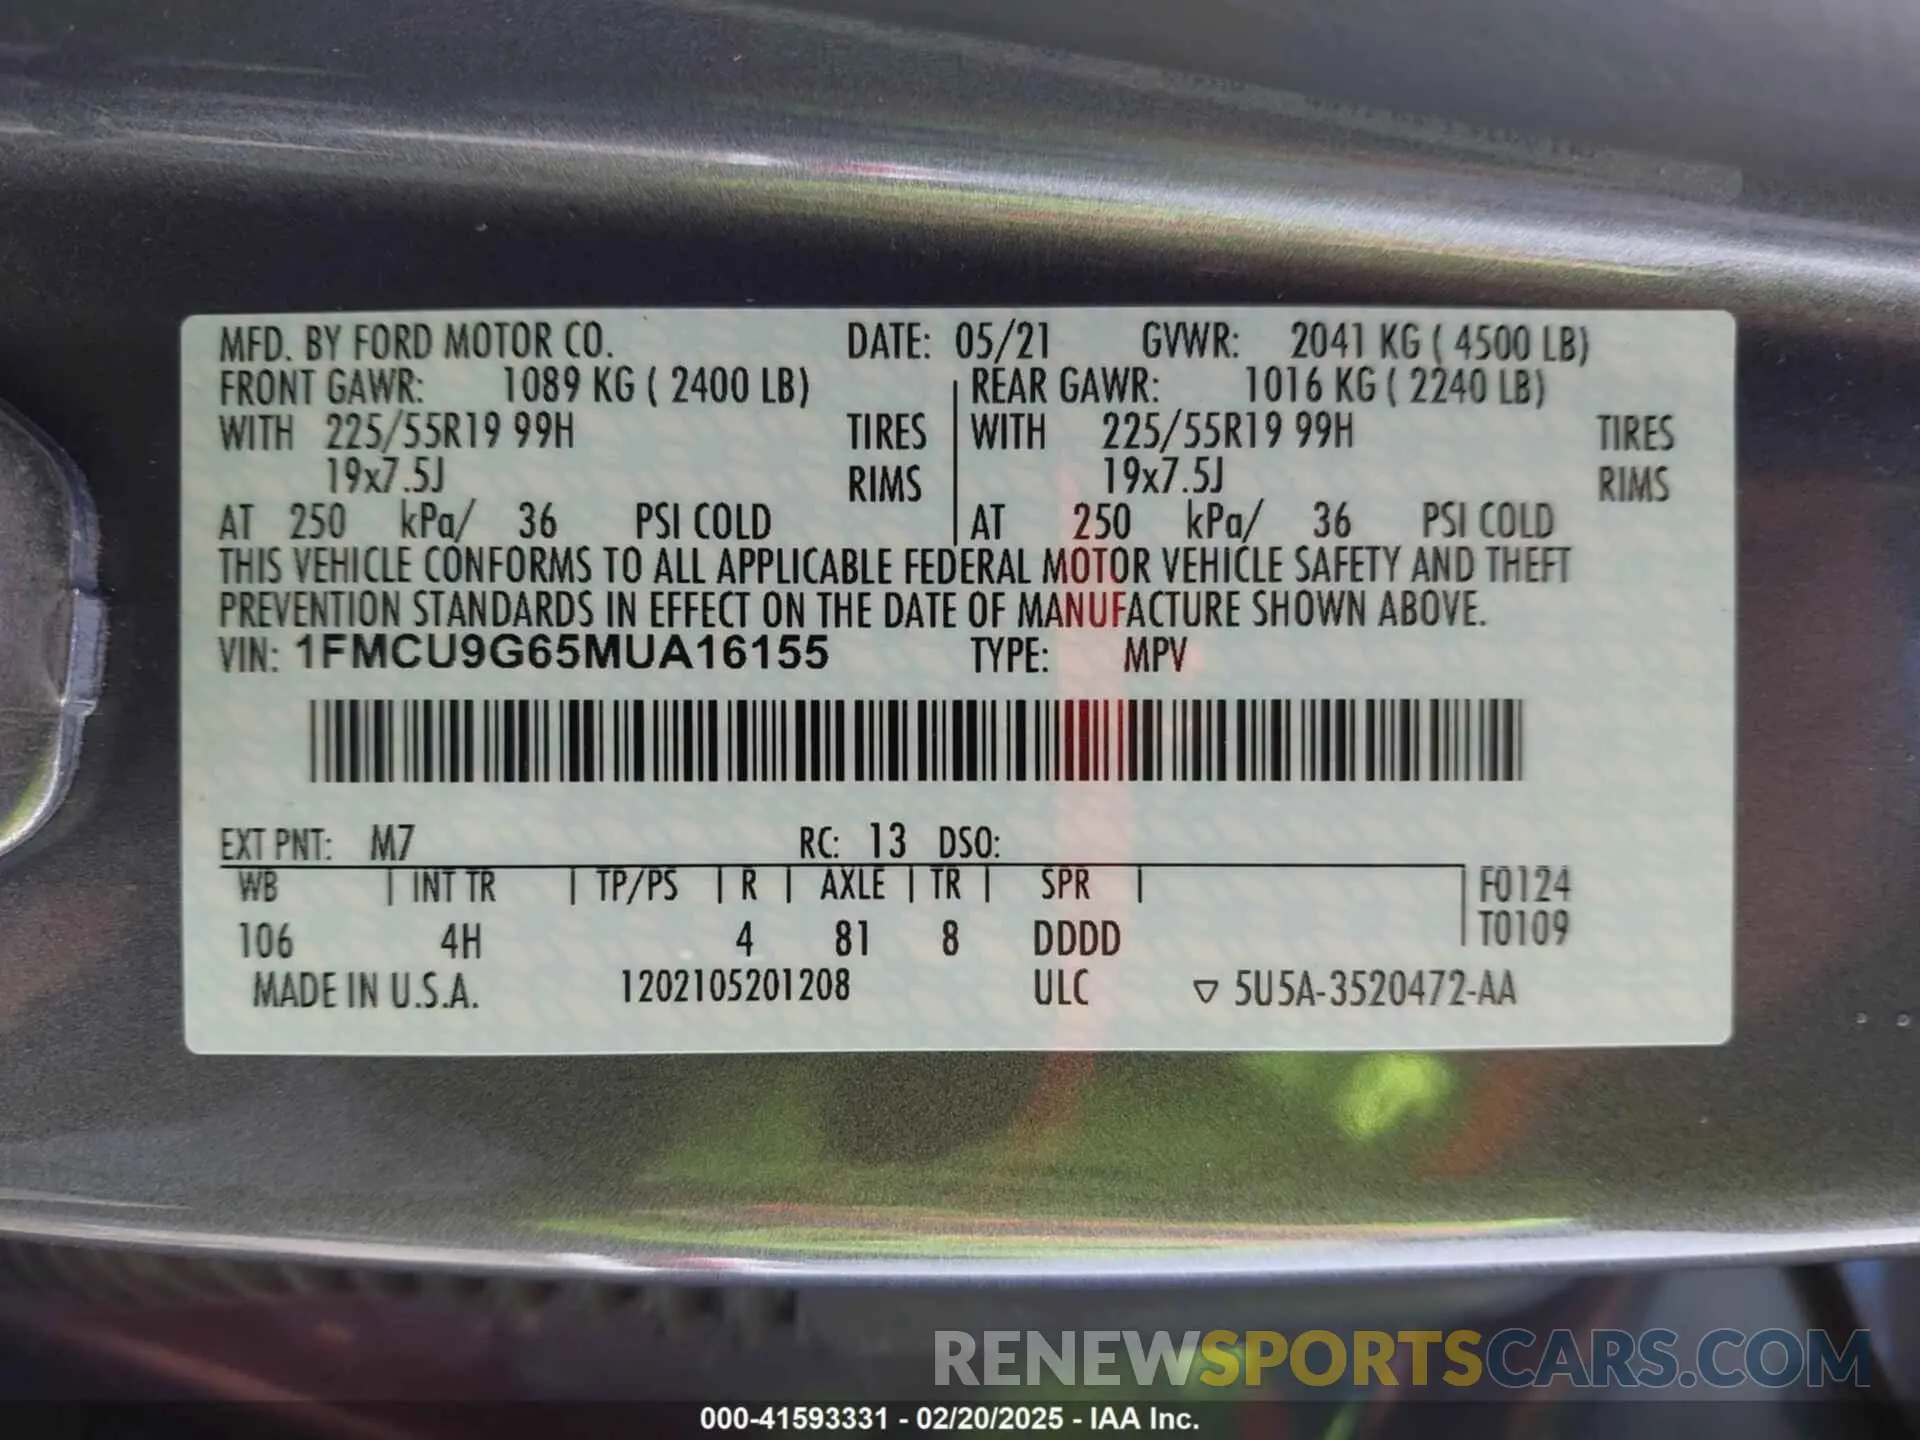 MFD. BY FORD MOTOR CO. DATE: 05/21 GVWR: 2041 KG ( 4500 LB)
FRONT GAWR: 1089 KG ( 2400 LB) REAR GAWR: 1016 KG ( 2240 LB)
WITH 225/55R19 99H TIRES WITH 225/55R19 99H TIRES
19x7.5J RIMS 19x7.5J RIMS
AT 250 kPa/ 36 PSI COLD AT 250 kPa/ 36 PSI COLD
THIS VEHICLE CONFORMS TO ALL APPLICABLE FEDERAL MOTOR VEHICLE SAFETY AND THEFT
PREVENTION STANDARDS IN EFFECT ON THE DATE OF MANUFACTURE SHOWN ABOVE.
VIN: 1FMCU9G65MUA16155 TYPE: MPV
EXT PNT: M7 RC: 13 DSO:
WB | INT TR | TP/PS | R | AXLE | TR | SPR | F0124
T0109
106 4H 4 81 8 DDDD
MADE IN U.S.A. 1202105201208 ULC ▽ 5U5A-3520472-AA
RENEWSPORTSCARS.COM
000-41593331 - 02/20/2025 - IAA Inc.